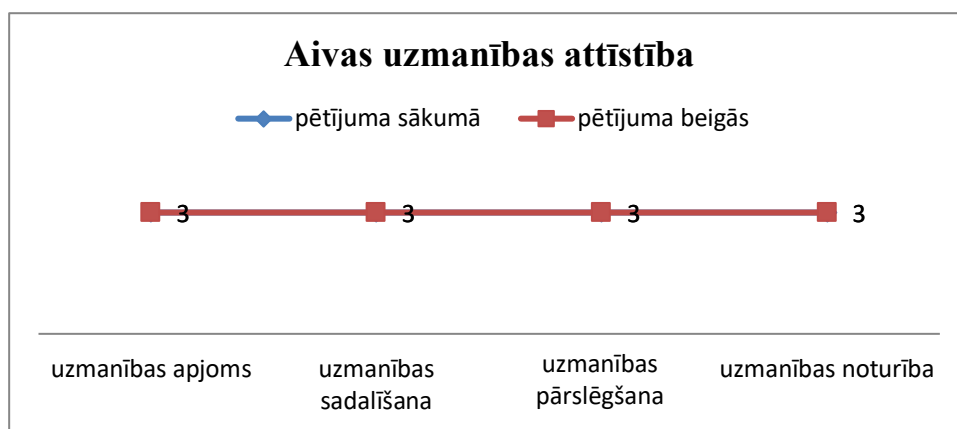 Aivas uzmanības attīstība
pētījuma sākumā pētījuma beigās
3 3 3 3
uzmanības apjoms
uzmanības
sadalīšana
uzmanības
pārslēgšana
uzmanības noturība